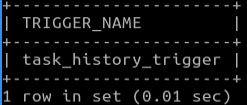 +----------------------+
| TRIGGER_NAME         |
+----------------------+
| task_history_trigger |
+----------------------+
1 row in set (0.01 sec)